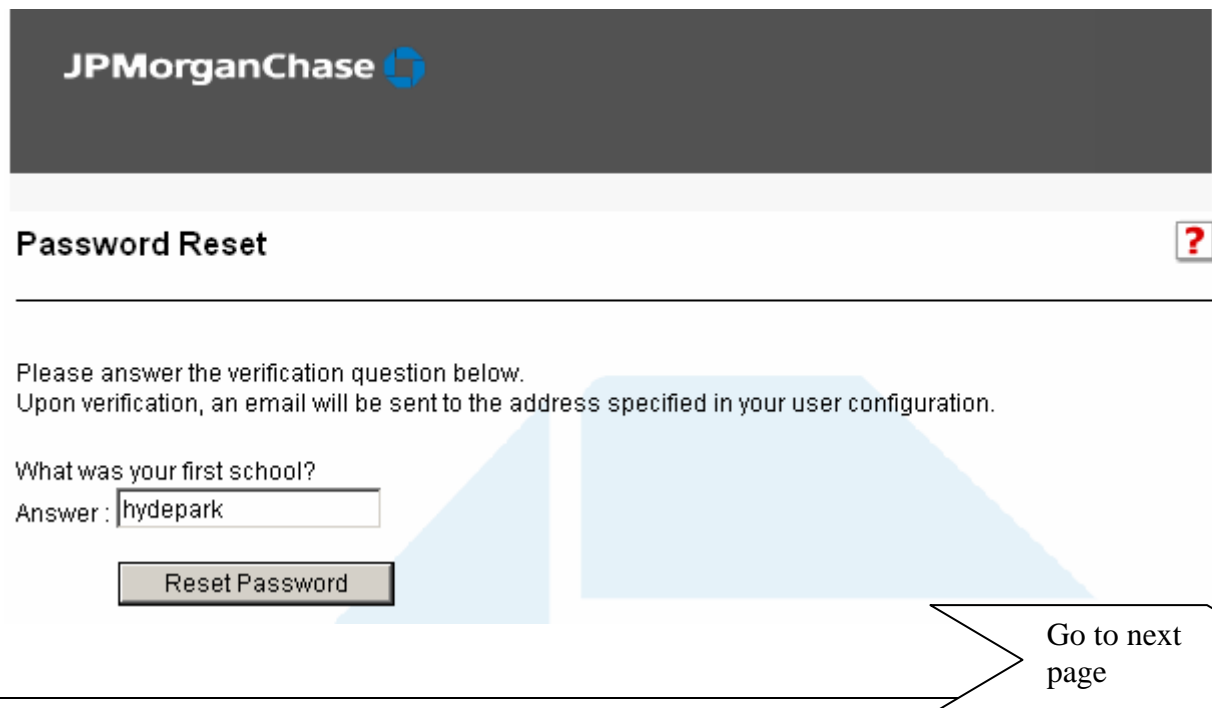 JPMorganChase
Password Reset
?
Please answer the verification question below.
Upon verification, an email will be sent to the address specified in your user configuration.
What was your first school?
Answer : hydepark
Reset Password
Go to next
page